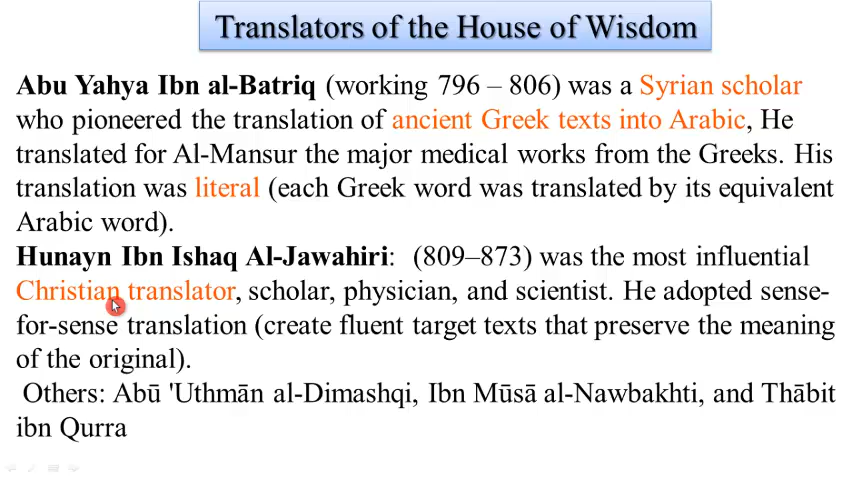 Translators of the House of Wisdom
Abu Yahya Ibn al-Batriq (working 796 – 806) was a Syrian scholar
who pioneered the translation of ancient Greek texts into Arabic, He
translated for Al-Mansur the major medical works from the Greeks. His
translation was literal (each Greek word was translated by its equivalent
Arabic word).
Hunayn Ibn Ishaq Al-Jawahiri: (809–873) was the most influential
Christian translator, scholar, physician, and scientist. He adopted sense-
for-sense translation (create fluent target texts that preserve the meaning
of the original).
Others: Abū 'Uthmān al-Dimashqi, Ibn Mūsā al-Nawbakhti, and Thābit
ibn Qurra